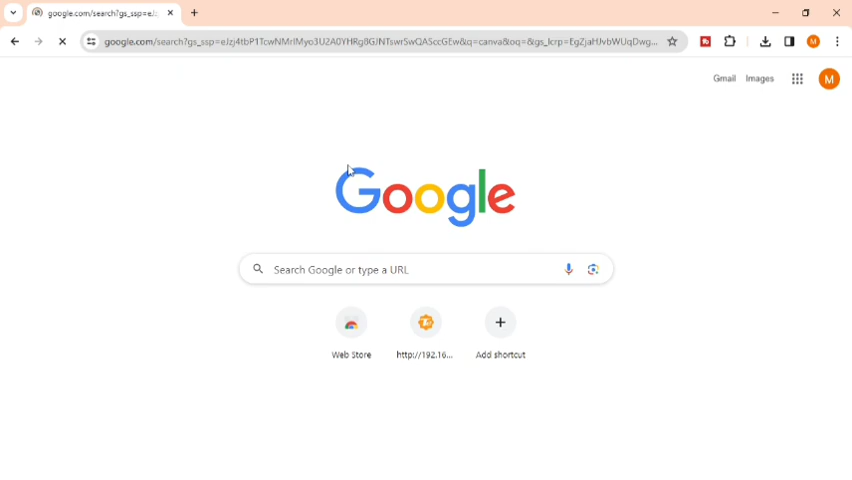 google.com/search?gs_ssp=eJ
google.com/search?gs_ssp=eJzj4tbP1TcwNMrIMyo3U2A0YHRg8GJNTswrSwQASccGEw&q=canva&oq=&gs_lcrp=EgZjaHJvbWUqDwg...
M
Gmail
Images
M
Google
Search Google or type a URL
Web Store
http://192.16...
Add shortcut